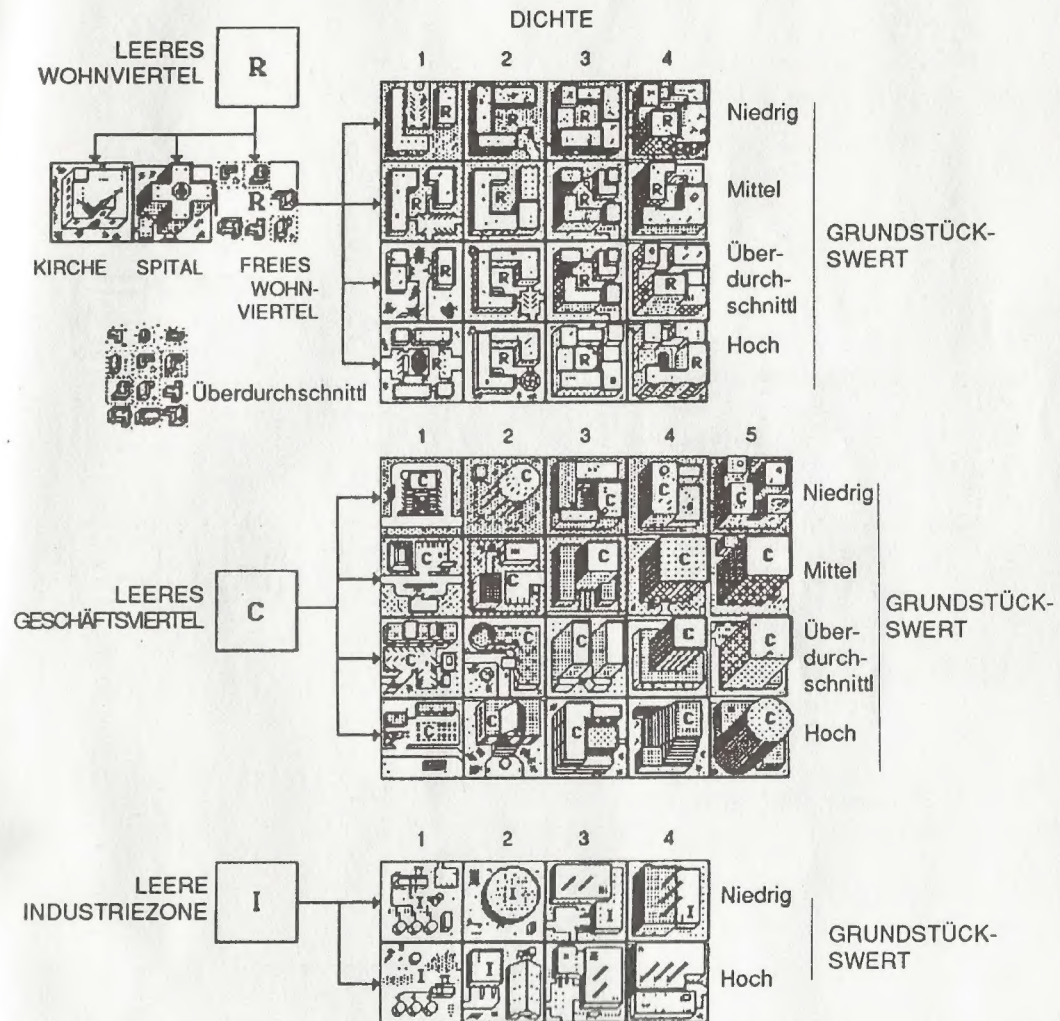 DICHTE
LEERES
WOHNVIERTEL
R
1 2 3 4
Niedrig
Mittel
Über-
durch-
schnittl
Hoch
GRUNDSTÜCK-
SWERT
KIRCHE SPITAL FREIES
WOHN-
VIERTEL
Überdurchschnittl
1 2 3 4 5
LEERES
GESCHÄFTSVIERTEL
C
Niedrig
Mittel
Über-
durch-
schnittl
Hoch
GRUNDSTÜCK-
SWERT
1 2 3 4
LEERE
INDUSTRIEZONE
I
Niedrig
Hoch
GRUNDSTÜCK-
SWERT